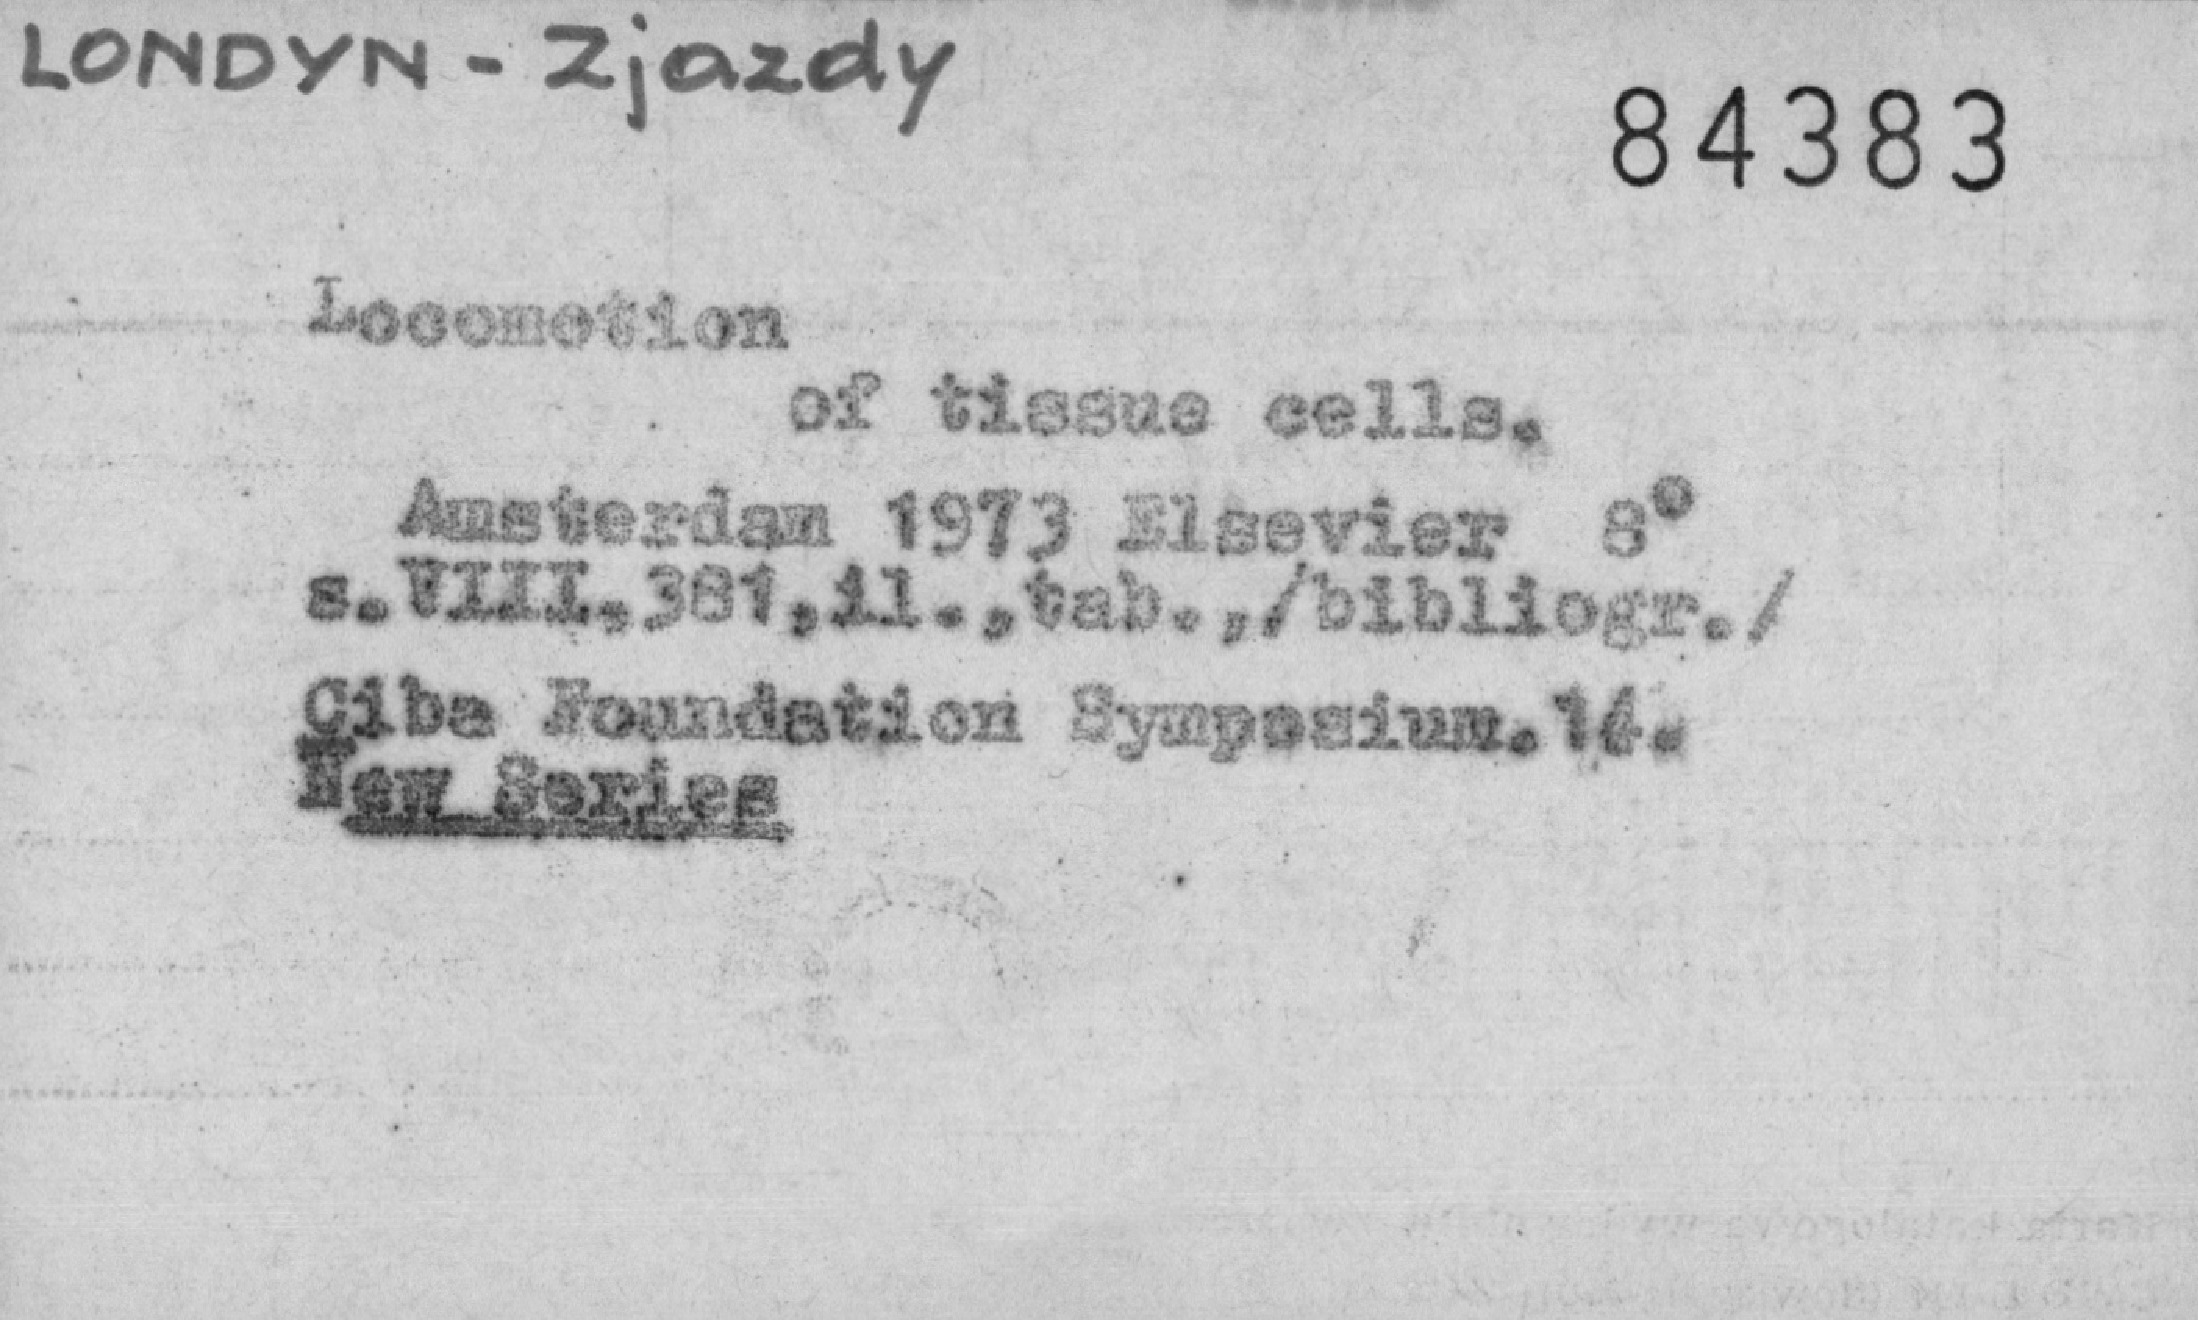 LONDYN - Zjazdy
84383
Locomotion
of tissue cells.
Amsterdam 1973 Elsevier 8°
s.VIII,381,il.,tab.,/bibliogr./
Ciba Foundation Symposium.14.
New Series